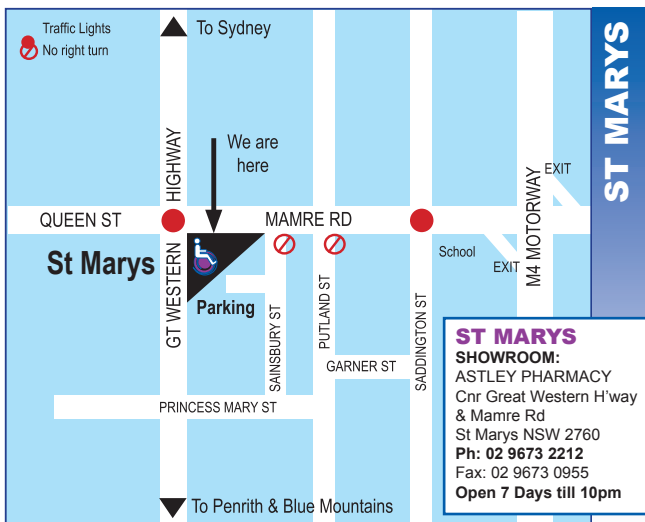 Traffic Lights
No right turn
To Sydney
ST MARYS
We are
here
GT WESTERN HIGHWAY
QUEEN ST
MAMRE RD
M4 MOTORWAY
EXIT
School
EXIT
St Marys
Parking
SAINSBURY ST
PUTLAND ST
SADDINGTON ST
GARNER ST
PRINCESS MARY ST
To Penrith & Blue Mountains
ST MARYS
SHOWROOM:
ASTLEY PHARMACY
Cnr Great Western H'way
& Mamre Rd
St Marys NSW 2760
Ph: 02 9673 2212
Fax: 02 9673 0955
Open 7 Days till 10pm